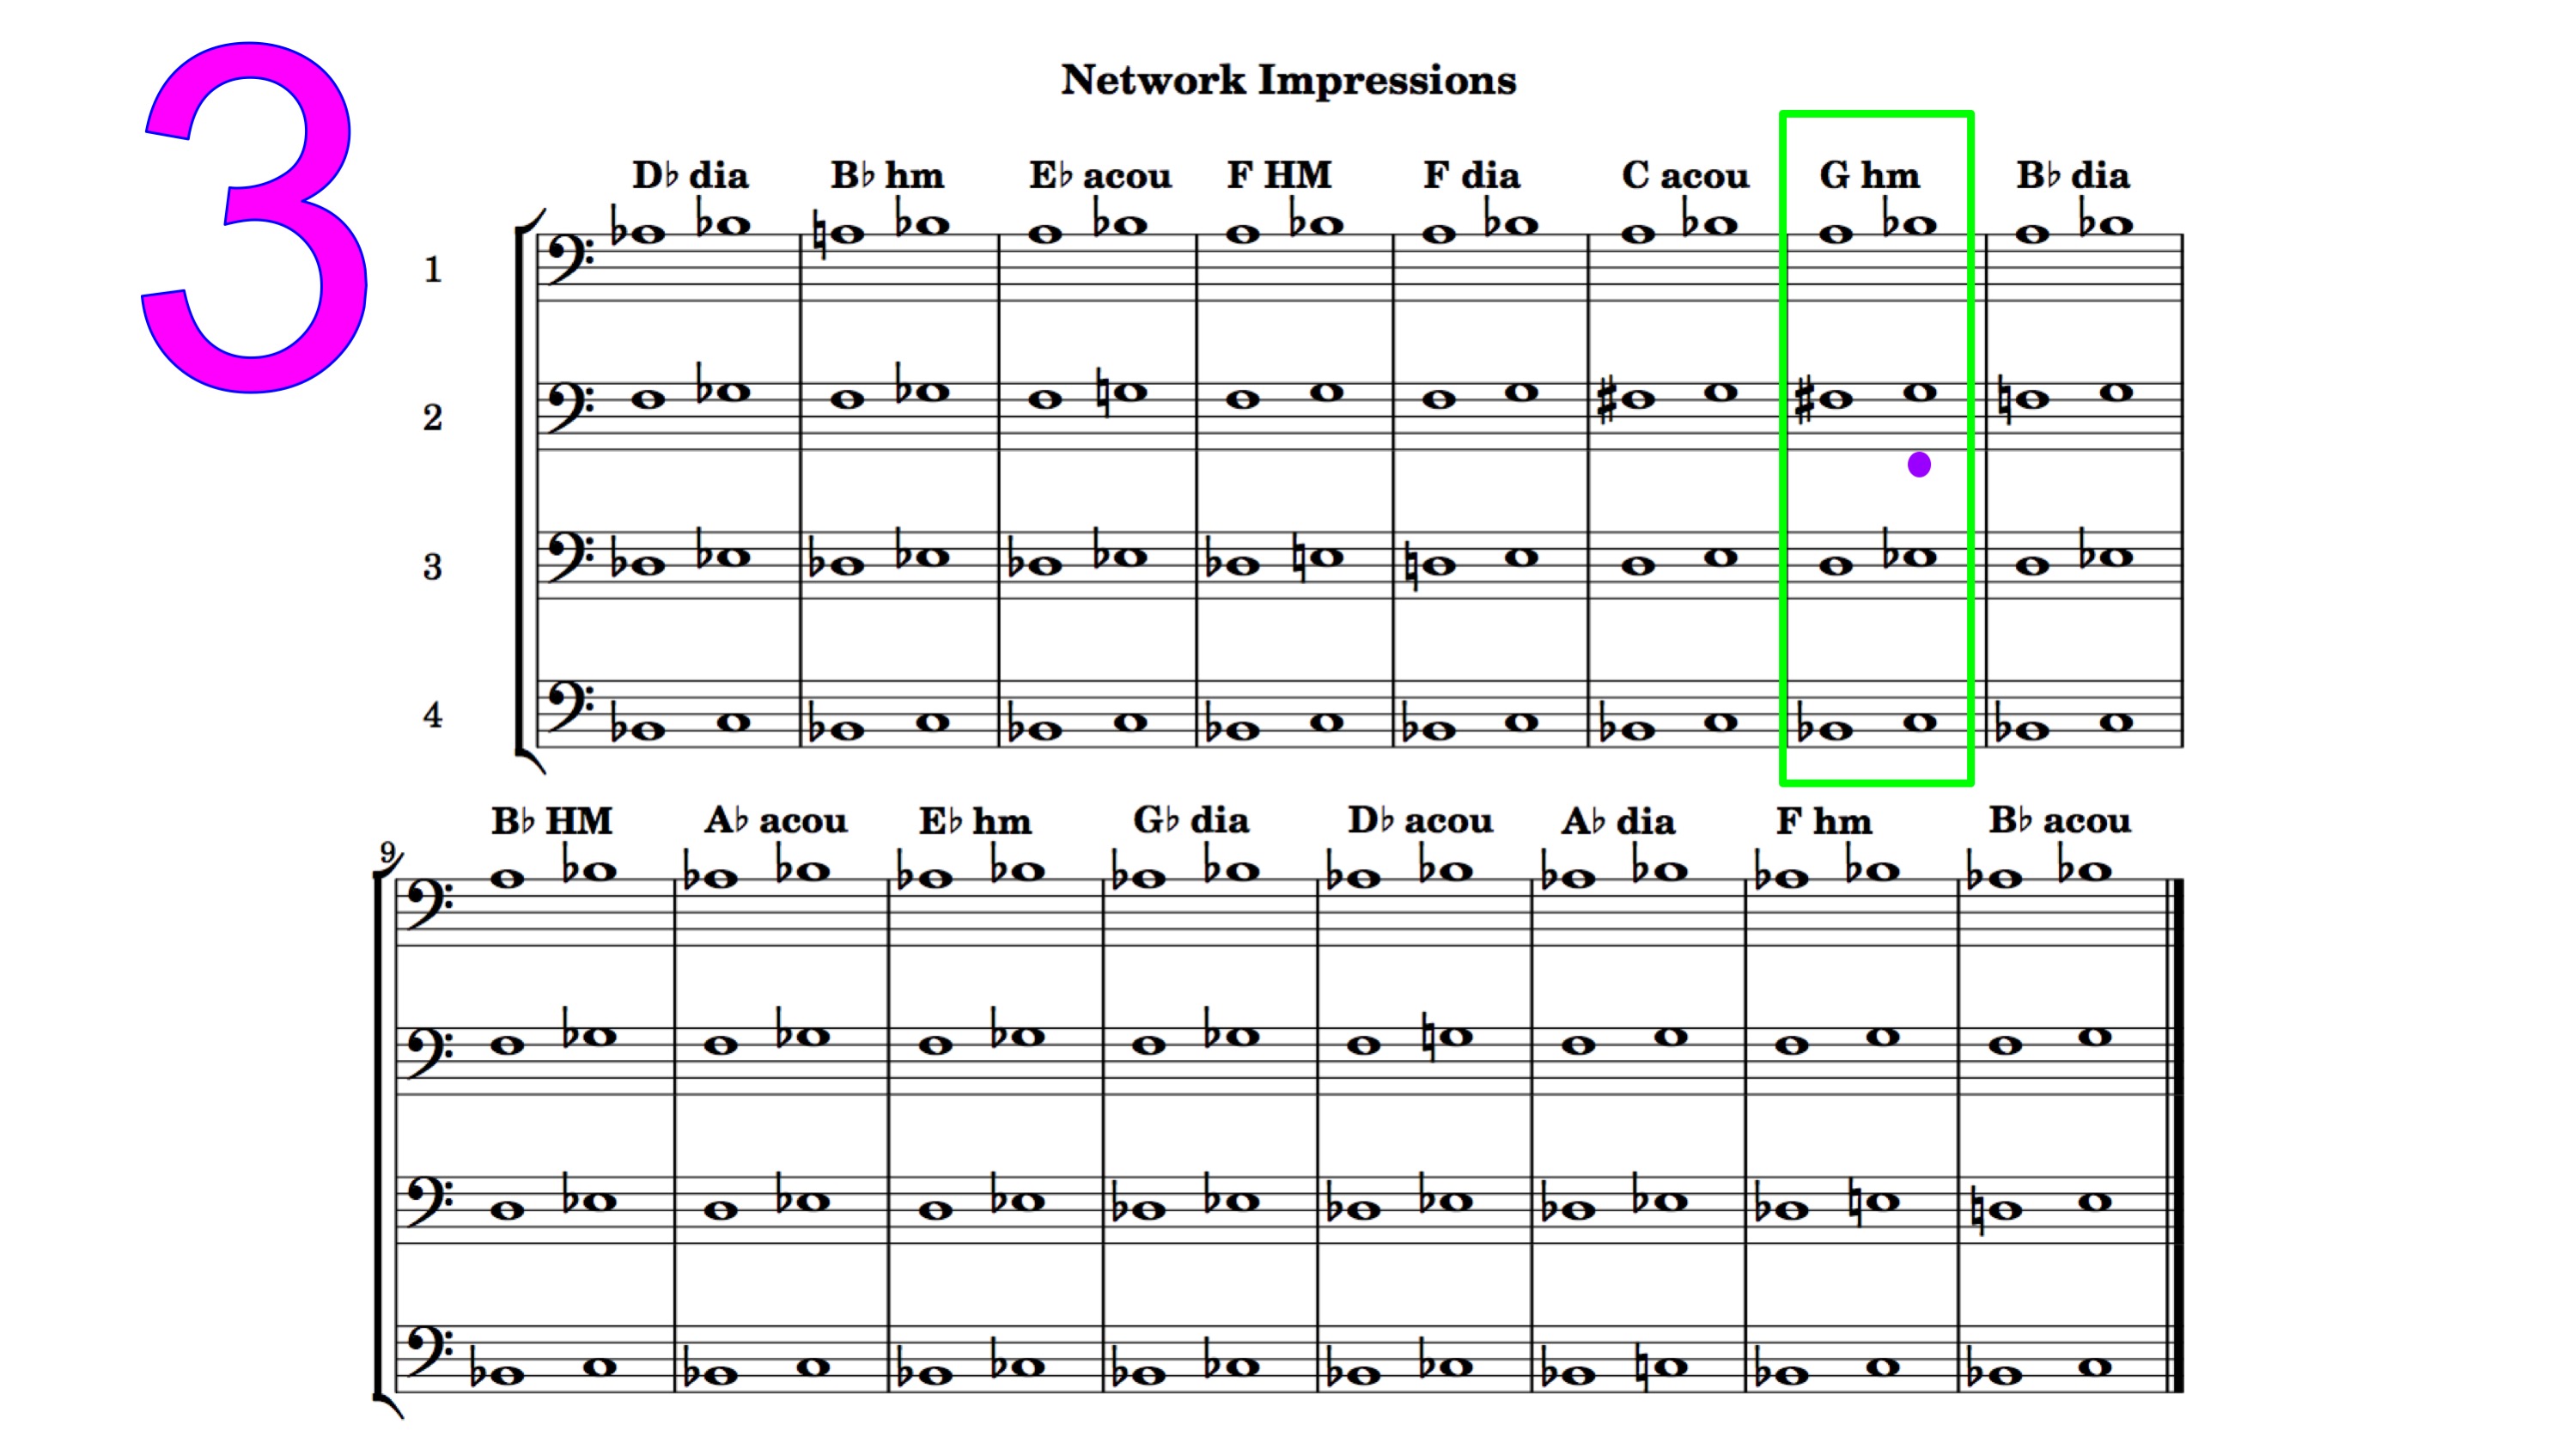 3
Network Impressions
D♭ dia B♭ hm E♭ acou F HM F dia C acou G hm B♭ dia
1
2
3
4
B♭ HM A♭ acou E♭ hm G♭ dia D♭ acou A♭ dia F hm B♭ acou
9